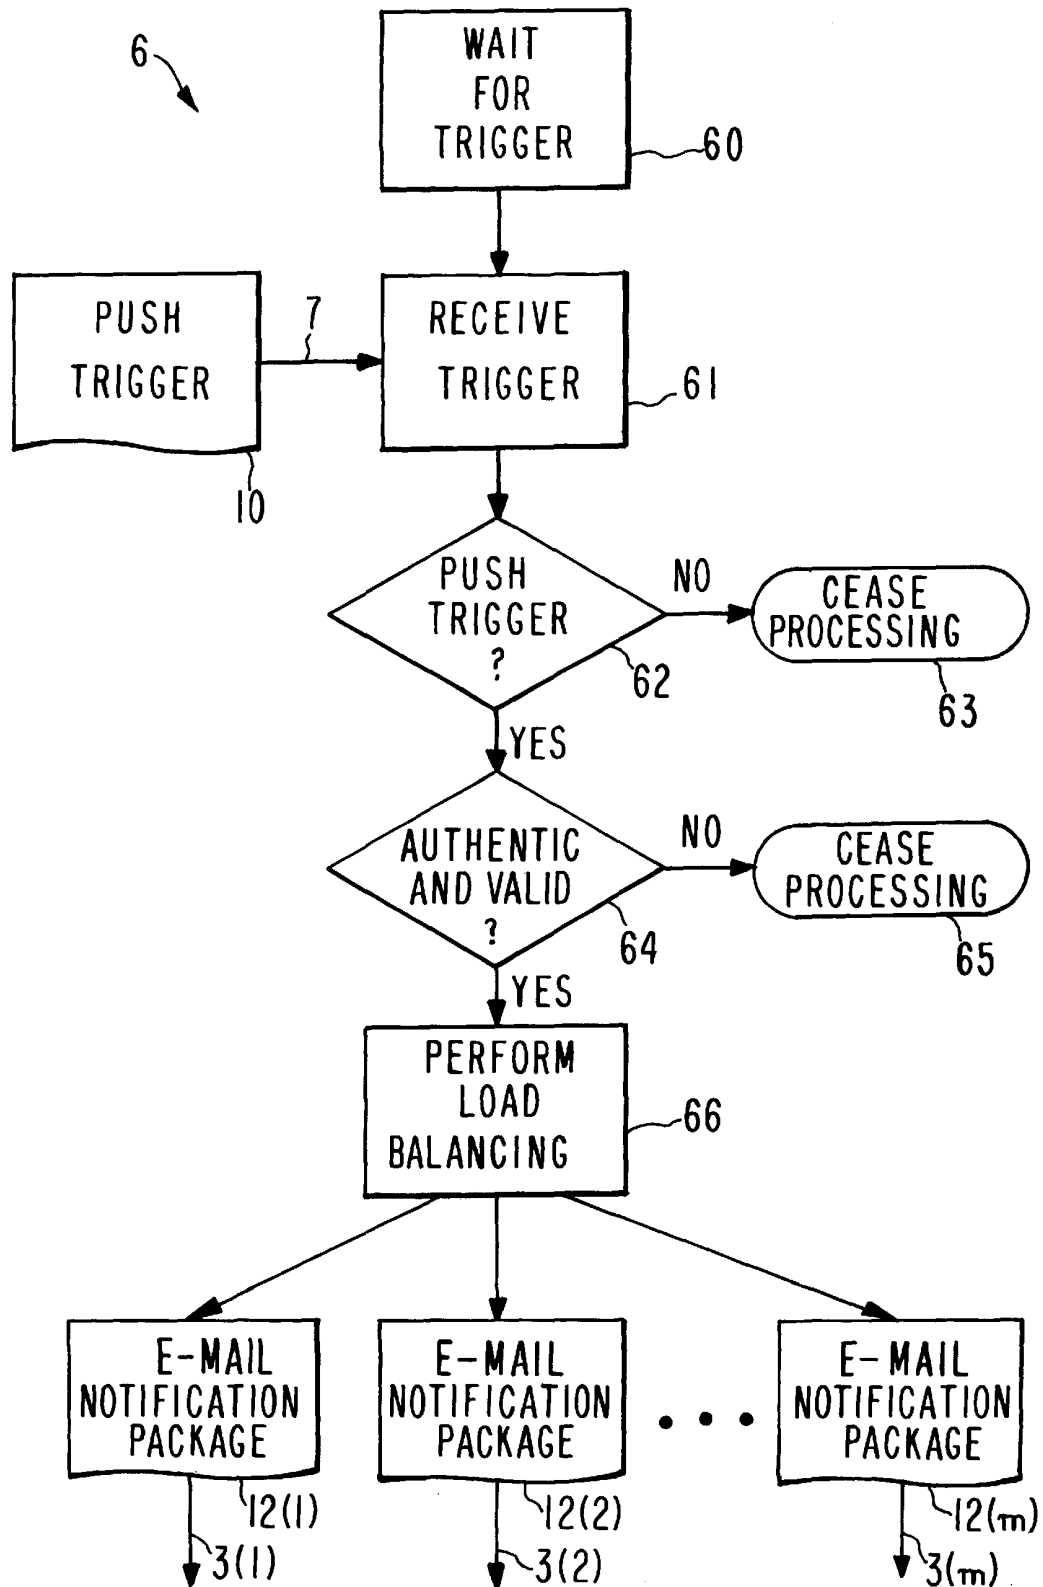 6
WAIT
FOR
TRIGGER
60
PUSH
TRIGGER
10
7
RECEIVE
TRIGGER
61
PUSH
TRIGGER
?
62
NO
CEASE
PROCESSING
63
YES
AUTHENTIC
AND VALID
?
64
NO
CEASE
PROCESSING
65
YES
PERFORM
LOAD
BALANCING
66
E-MAIL
NOTIFICATION
PACKAGE
12(1)
3(1)
E-MAIL
NOTIFICATION
PACKAGE
12(2)
3(2)
• • •
E-MAIL
NOTIFICATION
PACKAGE
12(m)
3(m)